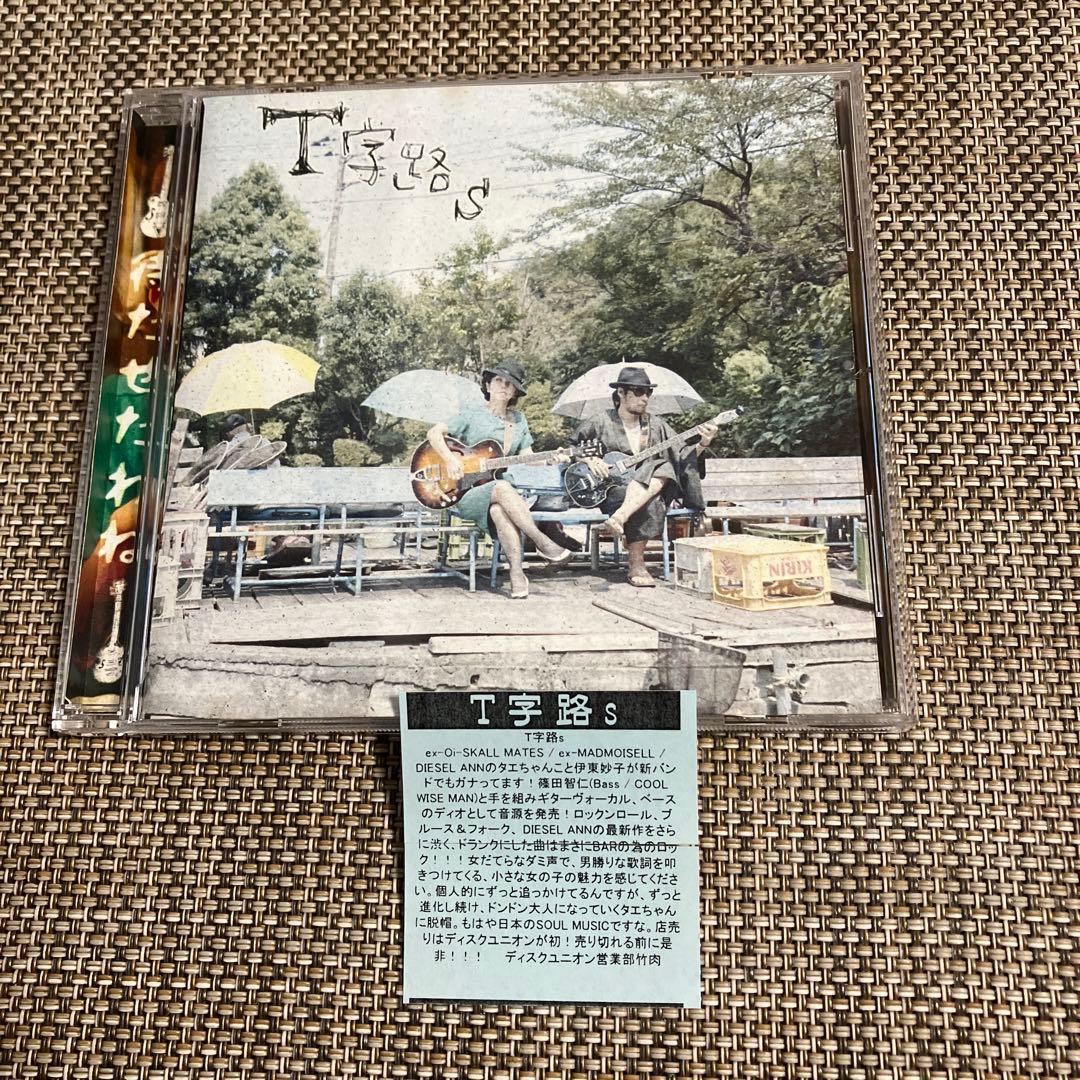 T字路s
待たせたわね
KIRIN
T字路s
T字路s
ex-Oi-SKALL MATES / ex-MADMOISELL /
DIESEL ANNのタエちゃんこと伊東妙子が新バン
ドでもガナってます！篠田智仁(Bass / COOL
WISE MAN)と手を組みギターヴォーカル、ベース
のディオとして音源を発売！ロックンロール、ブ
ルース＆フォーク、DIESEL ANNの最新作をさら
に渋く、ドランクにした曲はまさにBARの為のロッ
ク！！！女だてらなダミ声で、男勝りな歌詞を叩
きつけてくる、小さな女の子の魅力を感じてくださ
い。個人的にずっと追っかけてるんですが、ずっと
進化し続け、ドンドン大人になっていくタエちゃん
に脱帽。もはや日本のSOUL MUSICですな。店売
りはディスクユニオンが初！売り切れる前に是
非！！！　ディスクユニオン営業部竹内